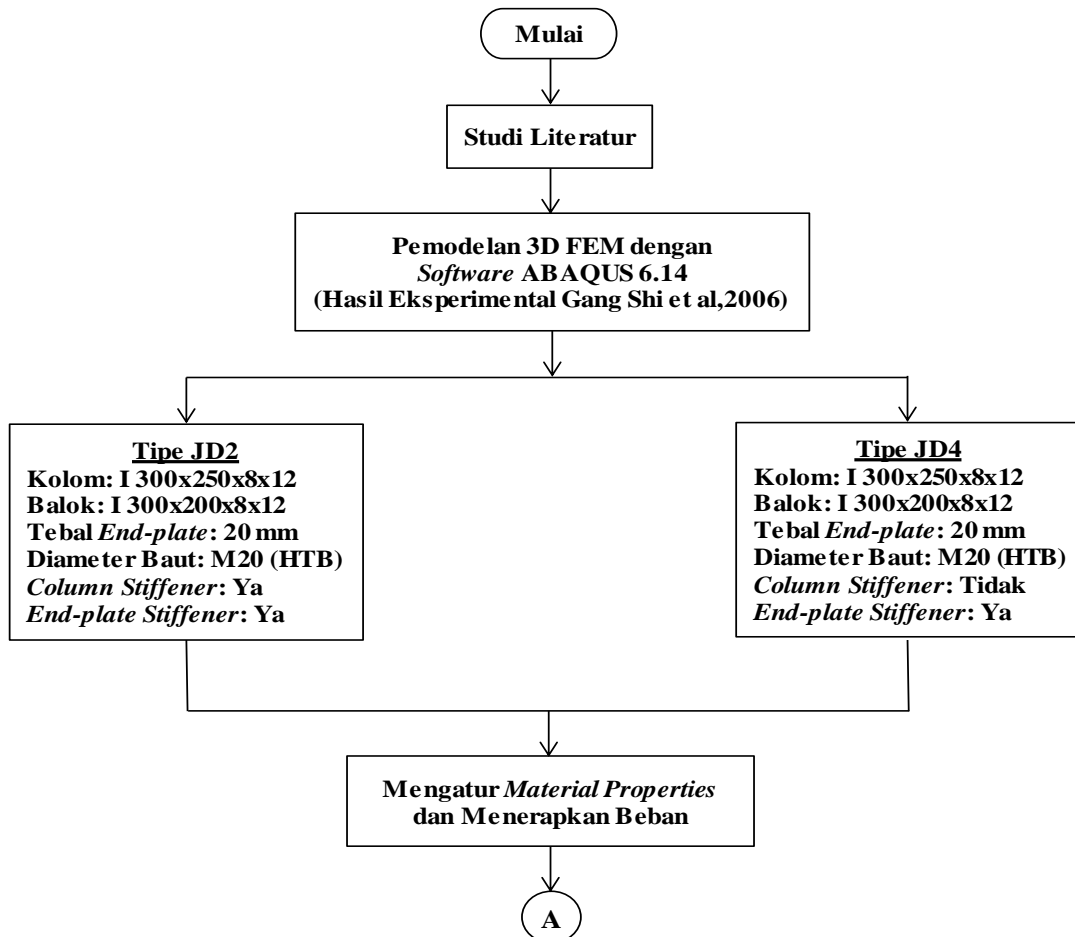 Mulai
Studi Literatur
Pemodelan 3D FEM dengan
Software ABAQUS 6.14
(Hasil Eksperimental Gang Shi et al,2006)
Tipe JD2
Kolom: I 300x250x8x12
Balok: I 300x200x8x12
Tebal End-plate: 20 mm
Diameter Baut: M20 (HTB)
Column Stiffener: Ya
End-plate Stiffener: Ya
Tipe JD4
Kolom: I 300x250x8x12
Balok: I 300x200x8x12
Tebal End-plate: 20 mm
Diameter Baut: M20 (HTB)
Column Stiffener: Tidak
End-plate Stiffener: Ya
Mengatur Material Properties
dan Menerapkan Beban
A